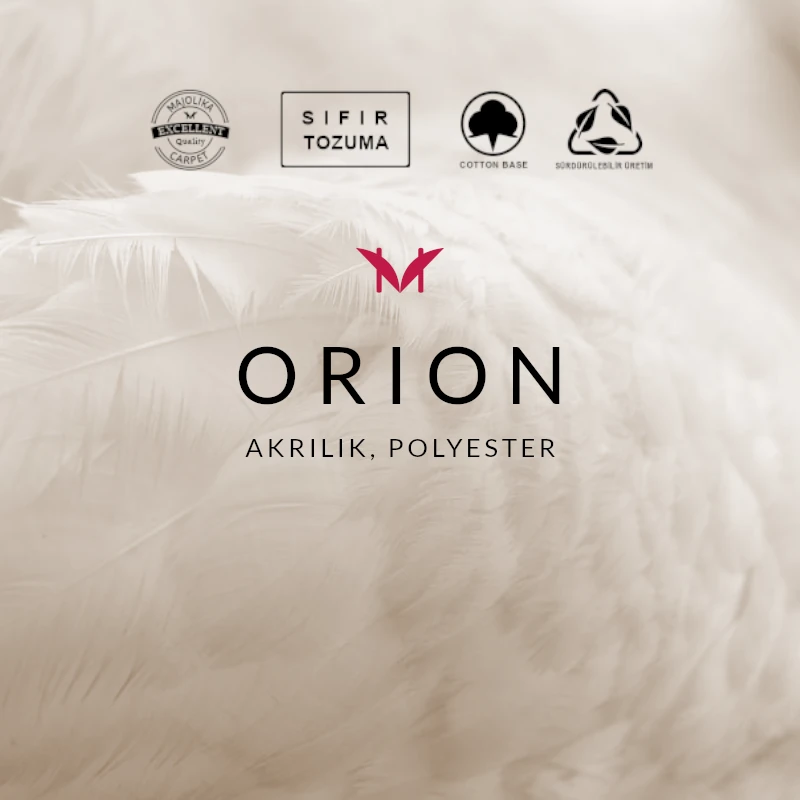 MAJOLIKA
EXCELLENT
Quality
CARPET
SIFIR
TOZUMA
COTTON BASE
SÜRDÜRÜLEBİLİR ÜRETİM
ORION
AKRILIK, POLYESTER